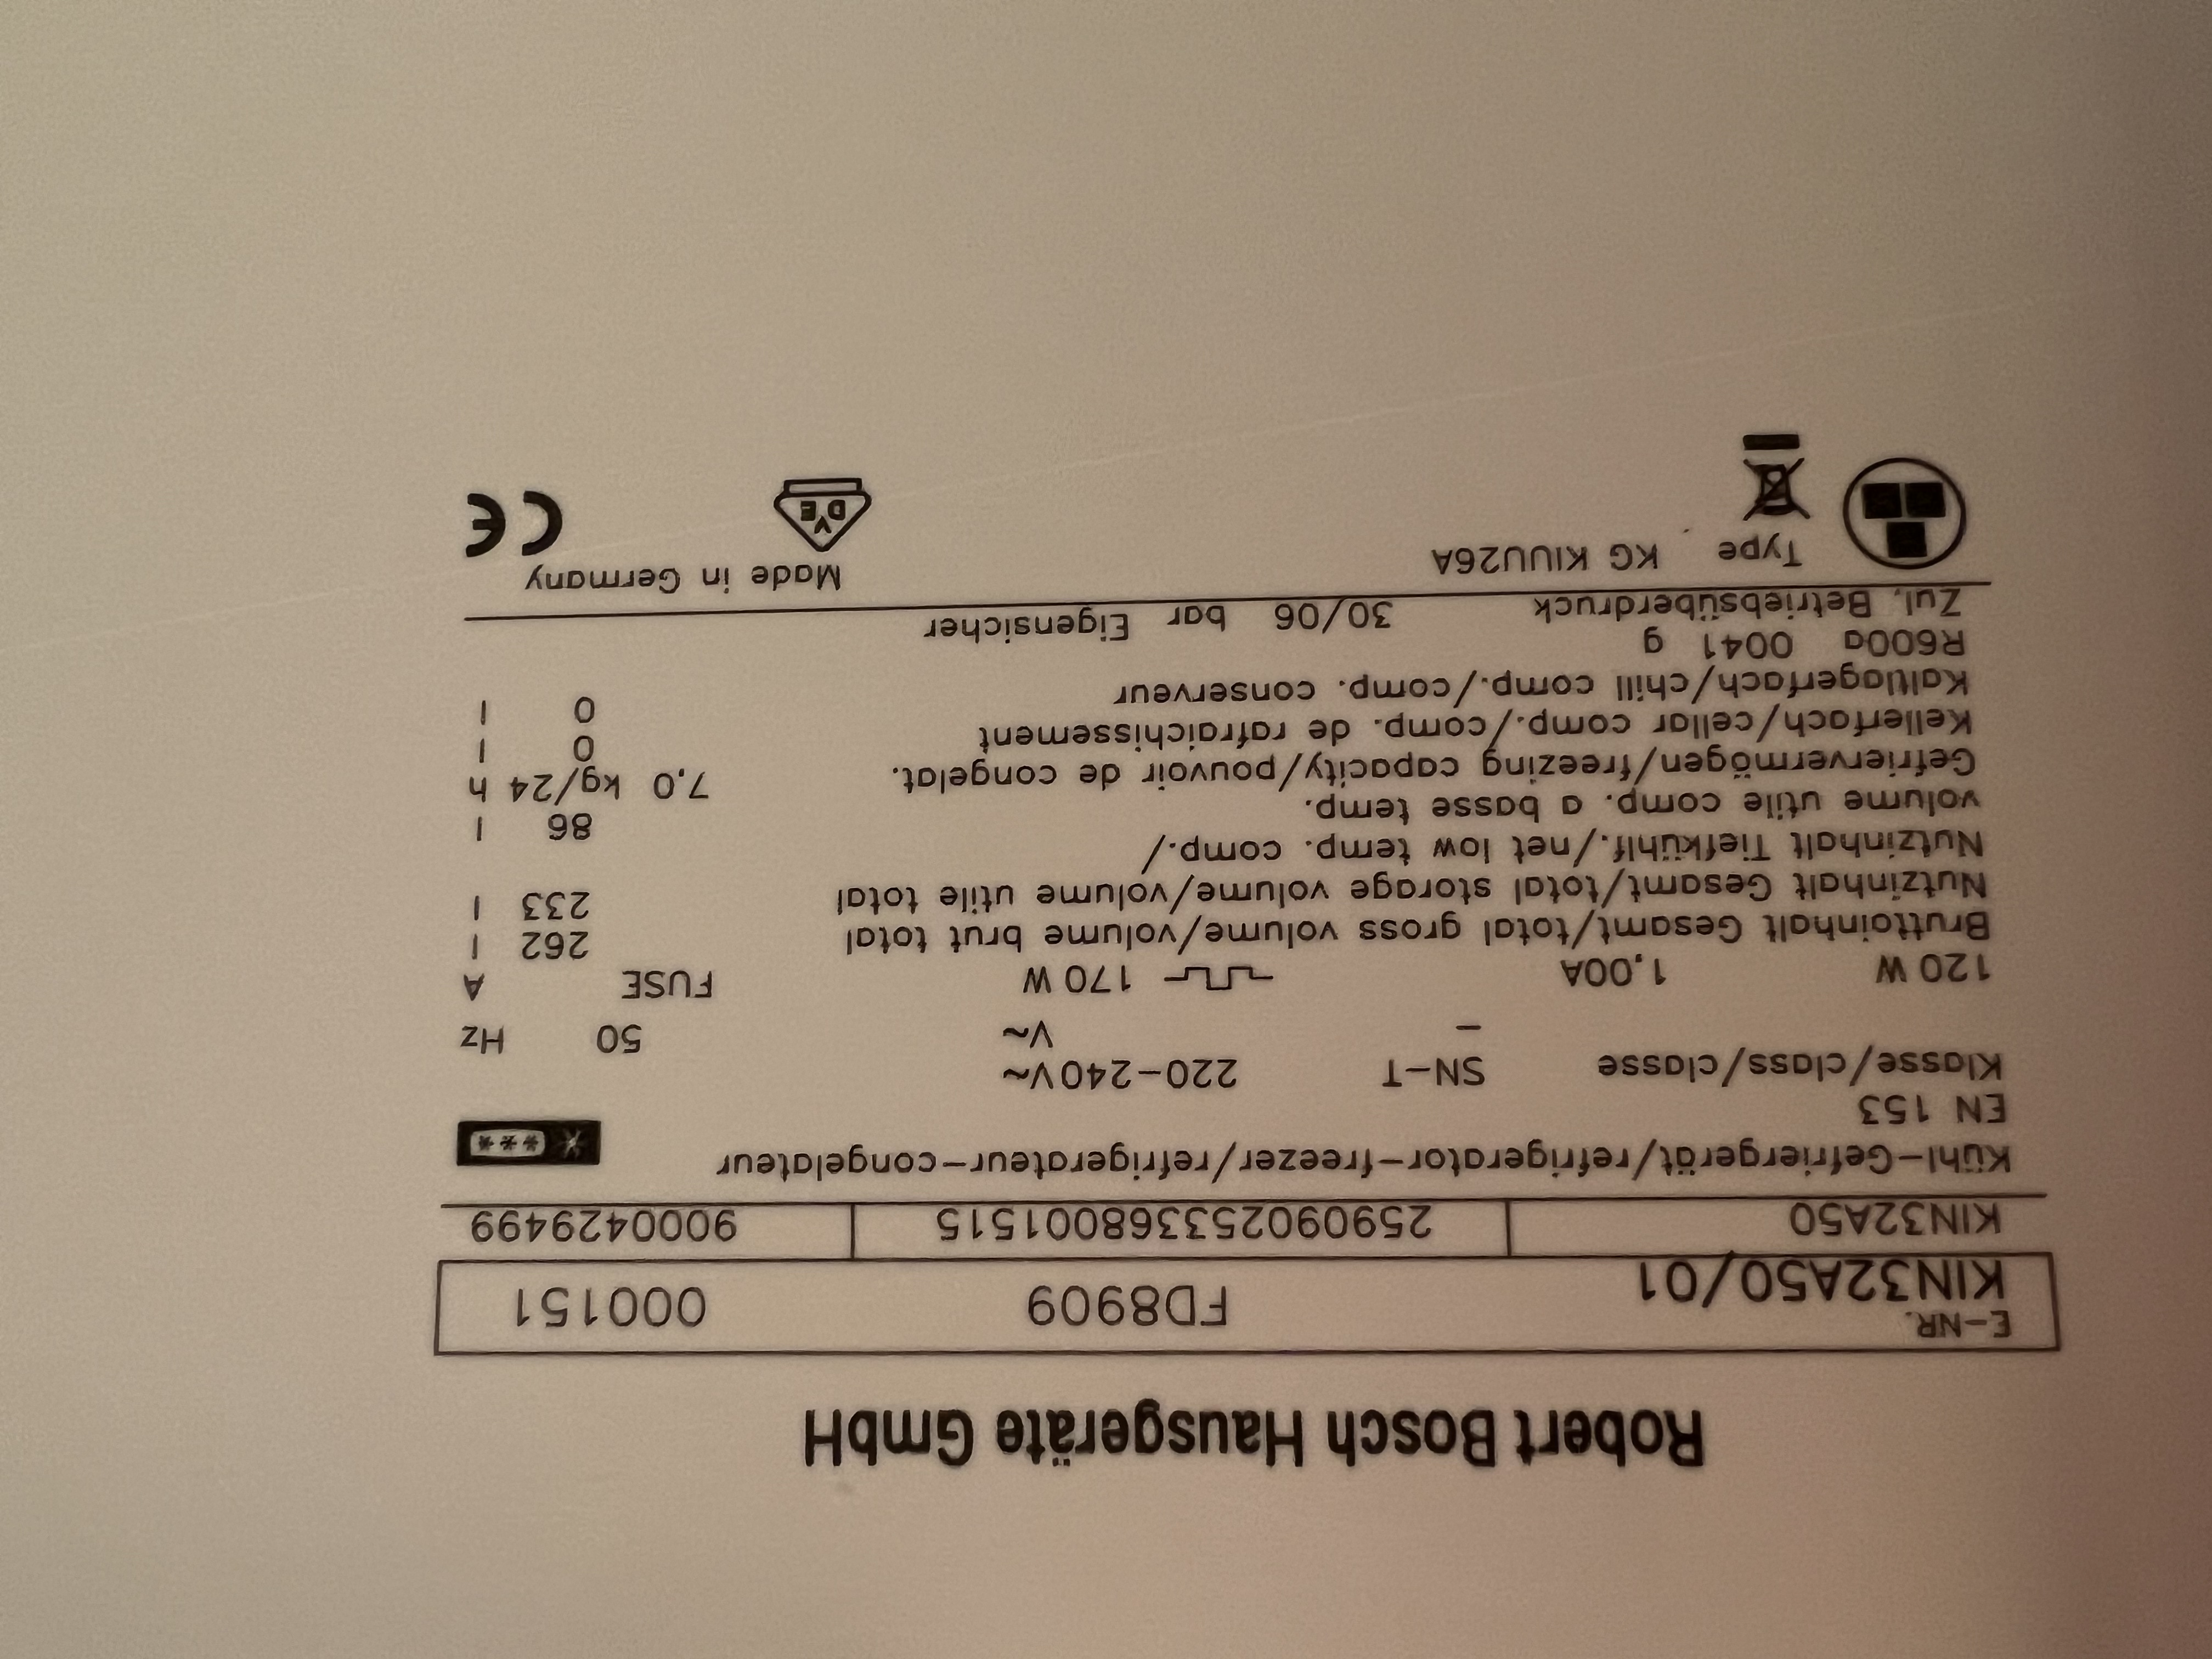 Robert Bosch Hausgeräte GmbH
E-NR.
KIN32A50/01 FD8909 000151
KIN32A50 259090253368001515 9000429499
Kühl-Gefriergerät/refrigerator-freezer/refrigerateur-congelateur * ***
EN 153
Klasse/class/classe SN-T 220-240V~ 50 Hz
- V~
120 W 1,00A 170 W FUSE A
Bruttoinhalt Gesamt/total gross volume/volume brut total 262 l
Nutzinhalt Gesamt/total storage volume/volume utile total 233 l
Nutzinhalt Tiefkühlf./net low temp. comp./
volume utile comp. a basse temp. 86 l
Gefriervermögen/freezing capacity/pouvoir de congelat. 7,0 kg/24 h
Kellerfach/cellar comp./comp. de rafraichissement 0 l
Kaltlagerfach/chill comp./comp. conserveur 0 l
R600a 0041 g
Zul. Betriebsüberdruck 30/06 bar Eigensicher
Type KG KIUU26A Made in Germany
DVE CE